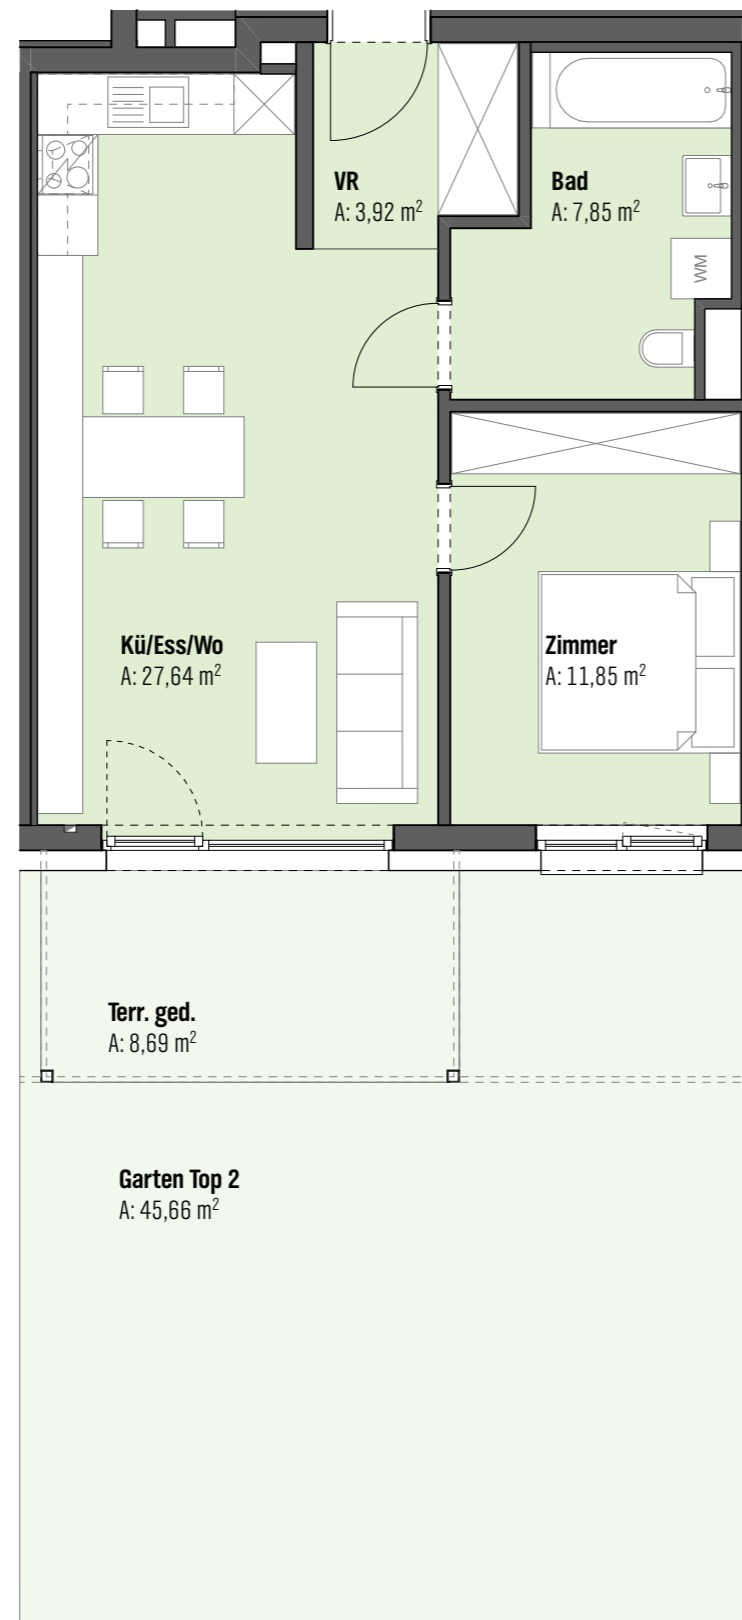 VR
A: 3,92 m²
Bad
A: 7,85 m²
WM
Kü/Ess/Wo
A: 27,64 m²
Zimmer
A: 11,85 m²
Terr. ged.
A: 8,69 m²
Garten Top 2
A: 45,66 m²